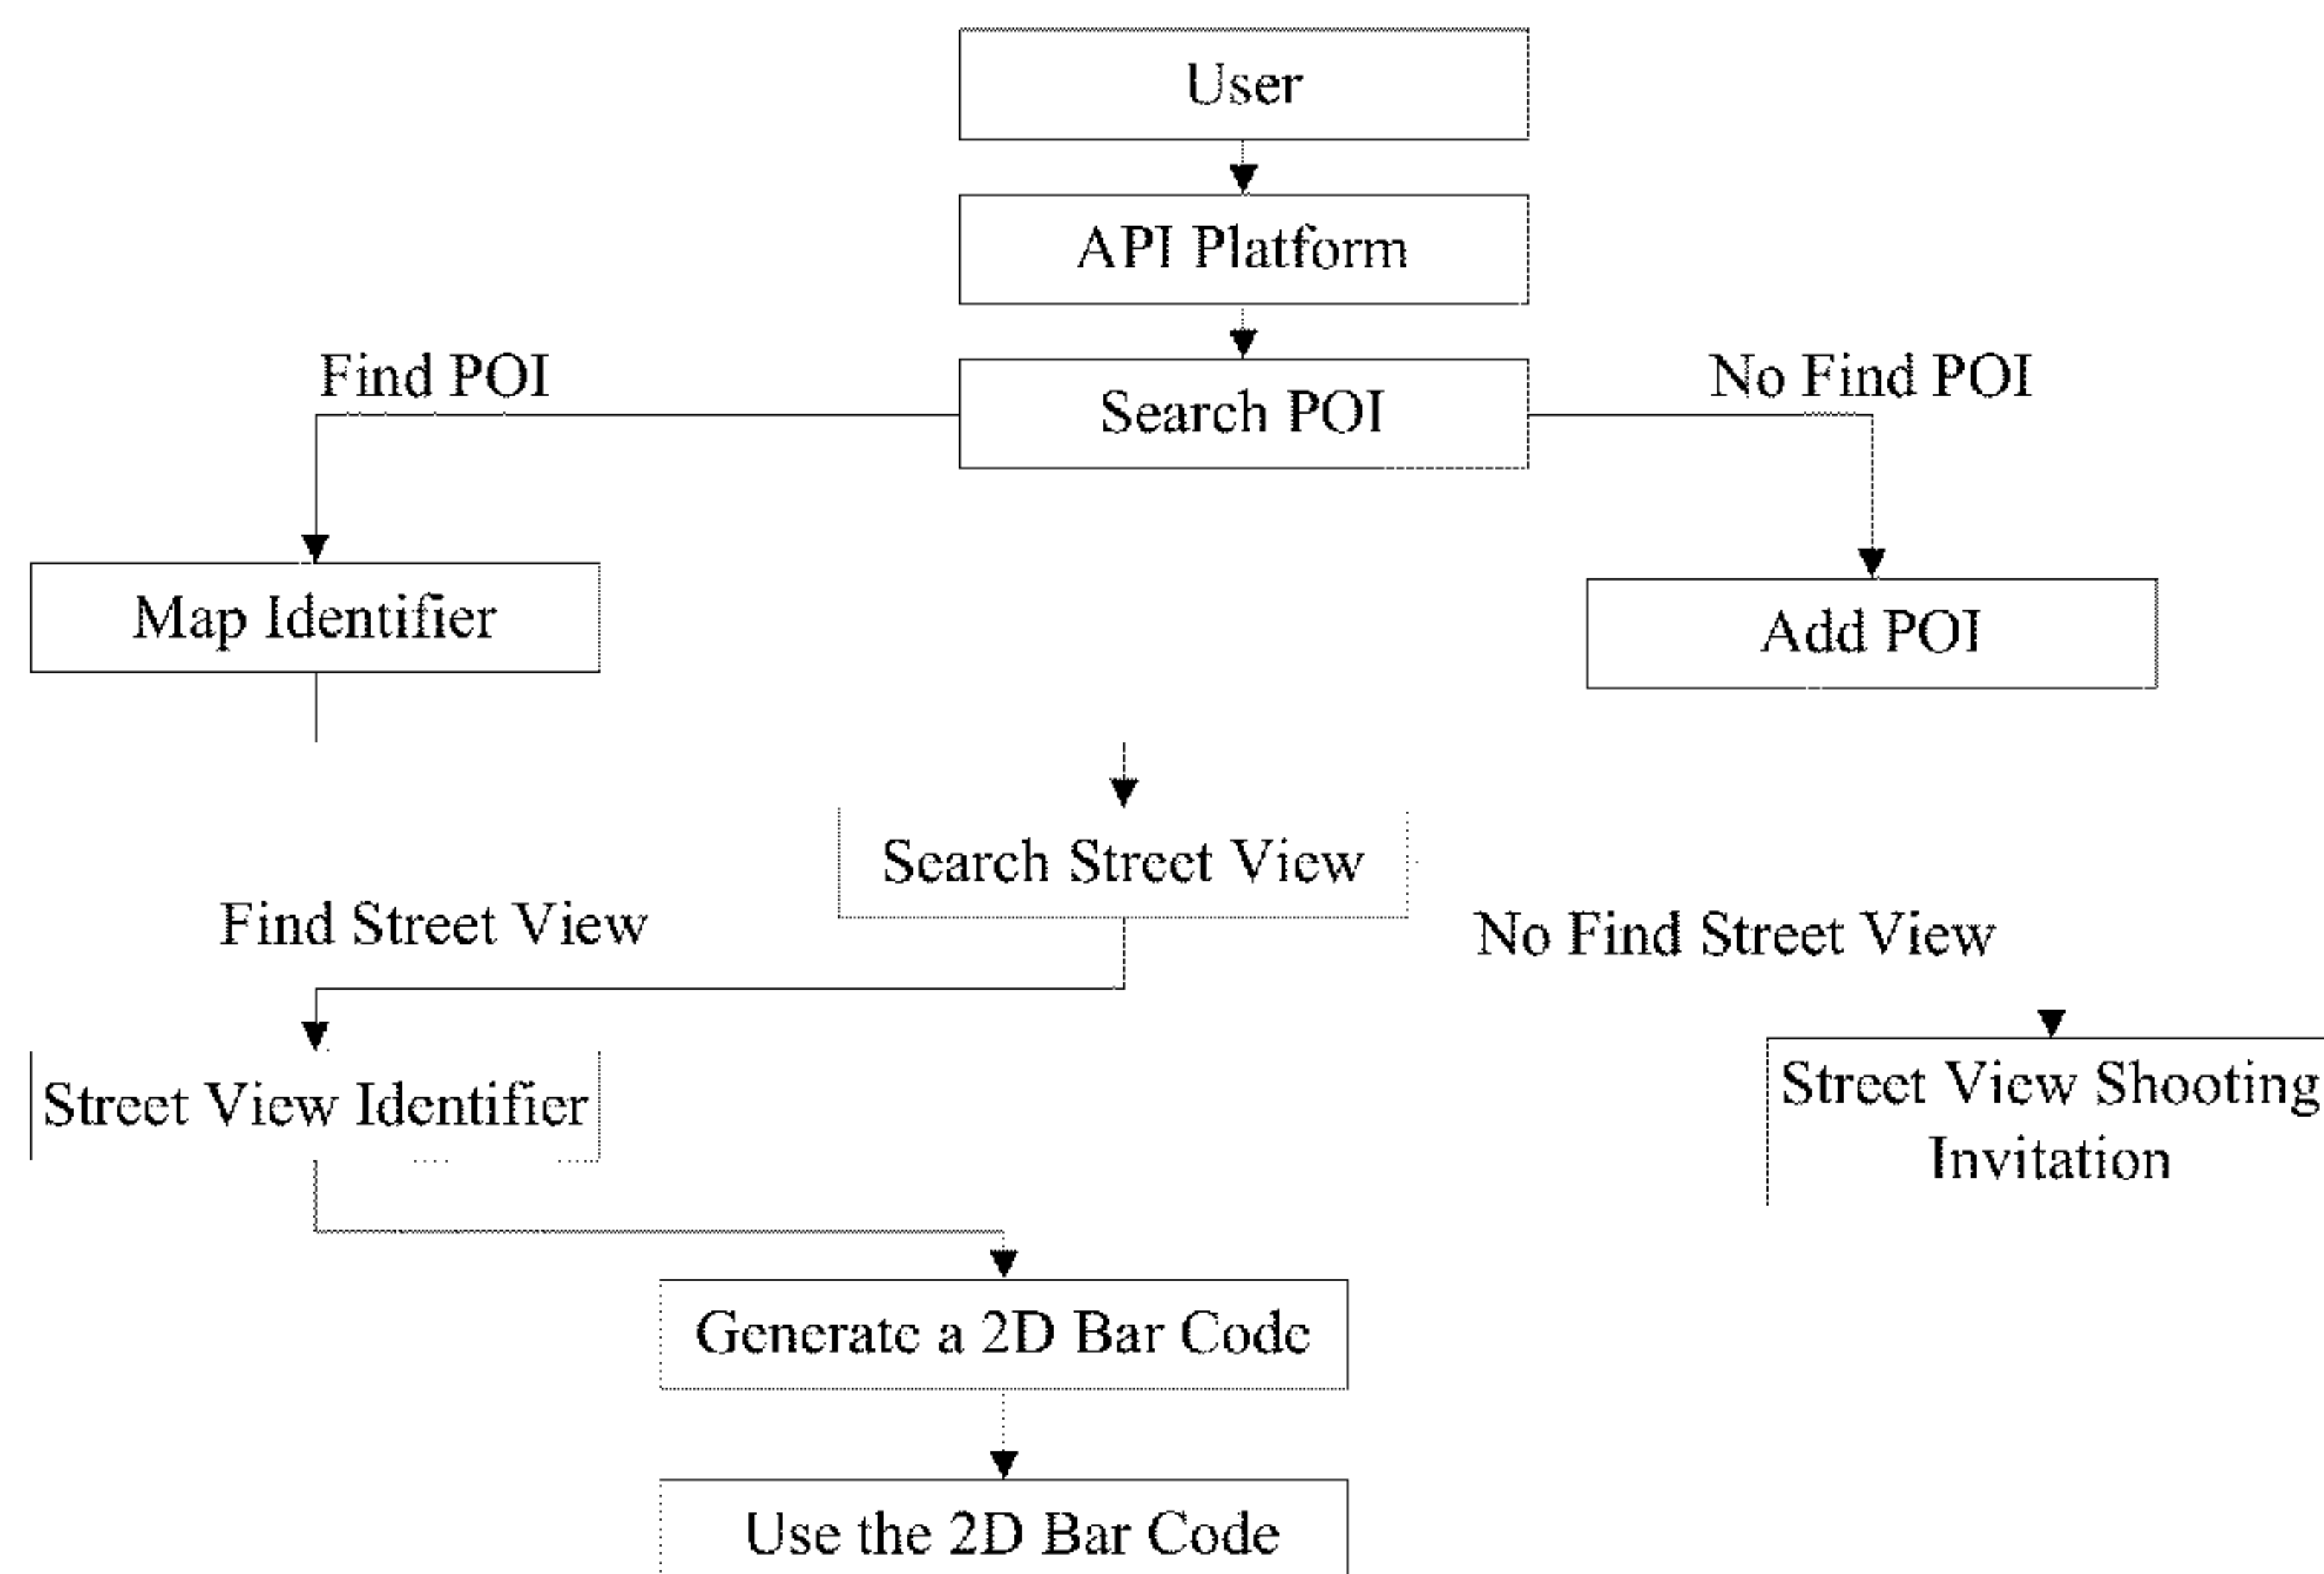 User
API Platform
Find POI
No Find POI
Search POI
Map Identifier
Add POI
Search Street View
Find Street View
No Find Street View
Street View Identifier
Street View Shooting
Invitation
Generate a 2D Bar Code
Use the 2D Bar Code